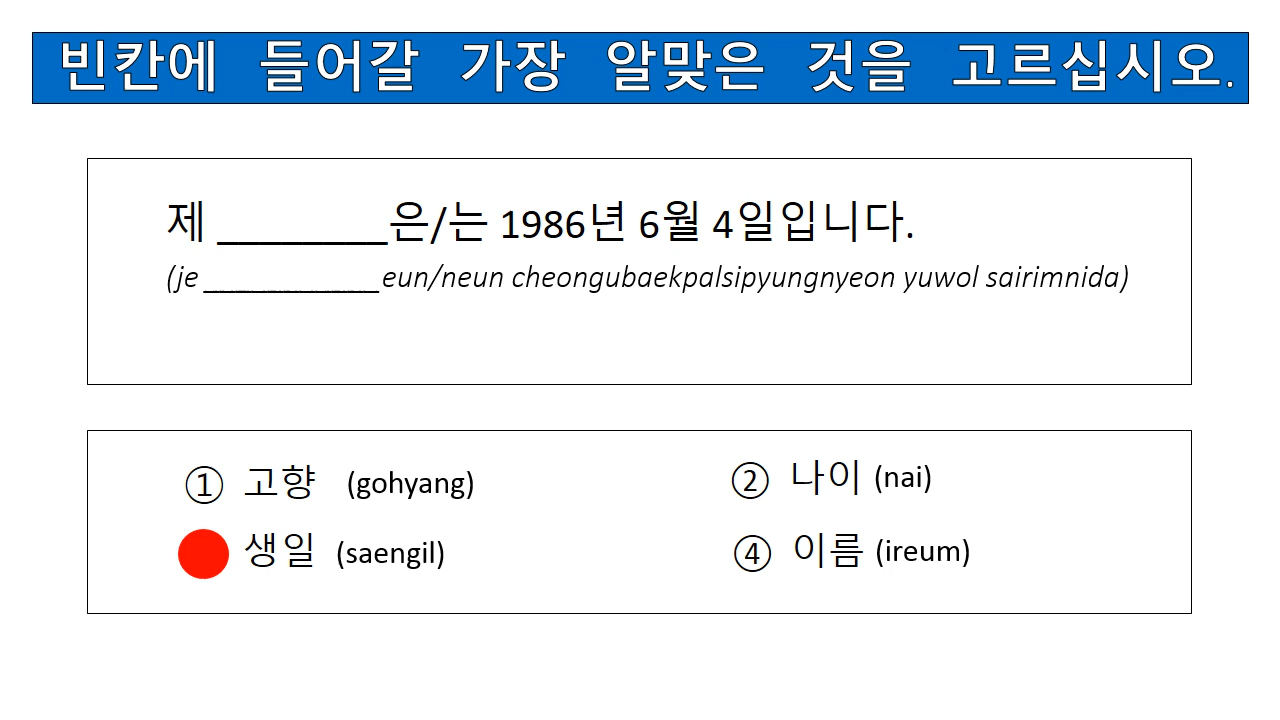 빈칸에 들어갈 가장 알맞은 것을 고르십시오.
제 ________은/는 1986년 6월 4일입니다.
(je ____________eun/neun cheongubaekpalsipyungnyeon yuwol sairimnida)
① 고향 (gohyang) ② 나이 (nai)
생일 (saengil) ④ 이름 (ireum)